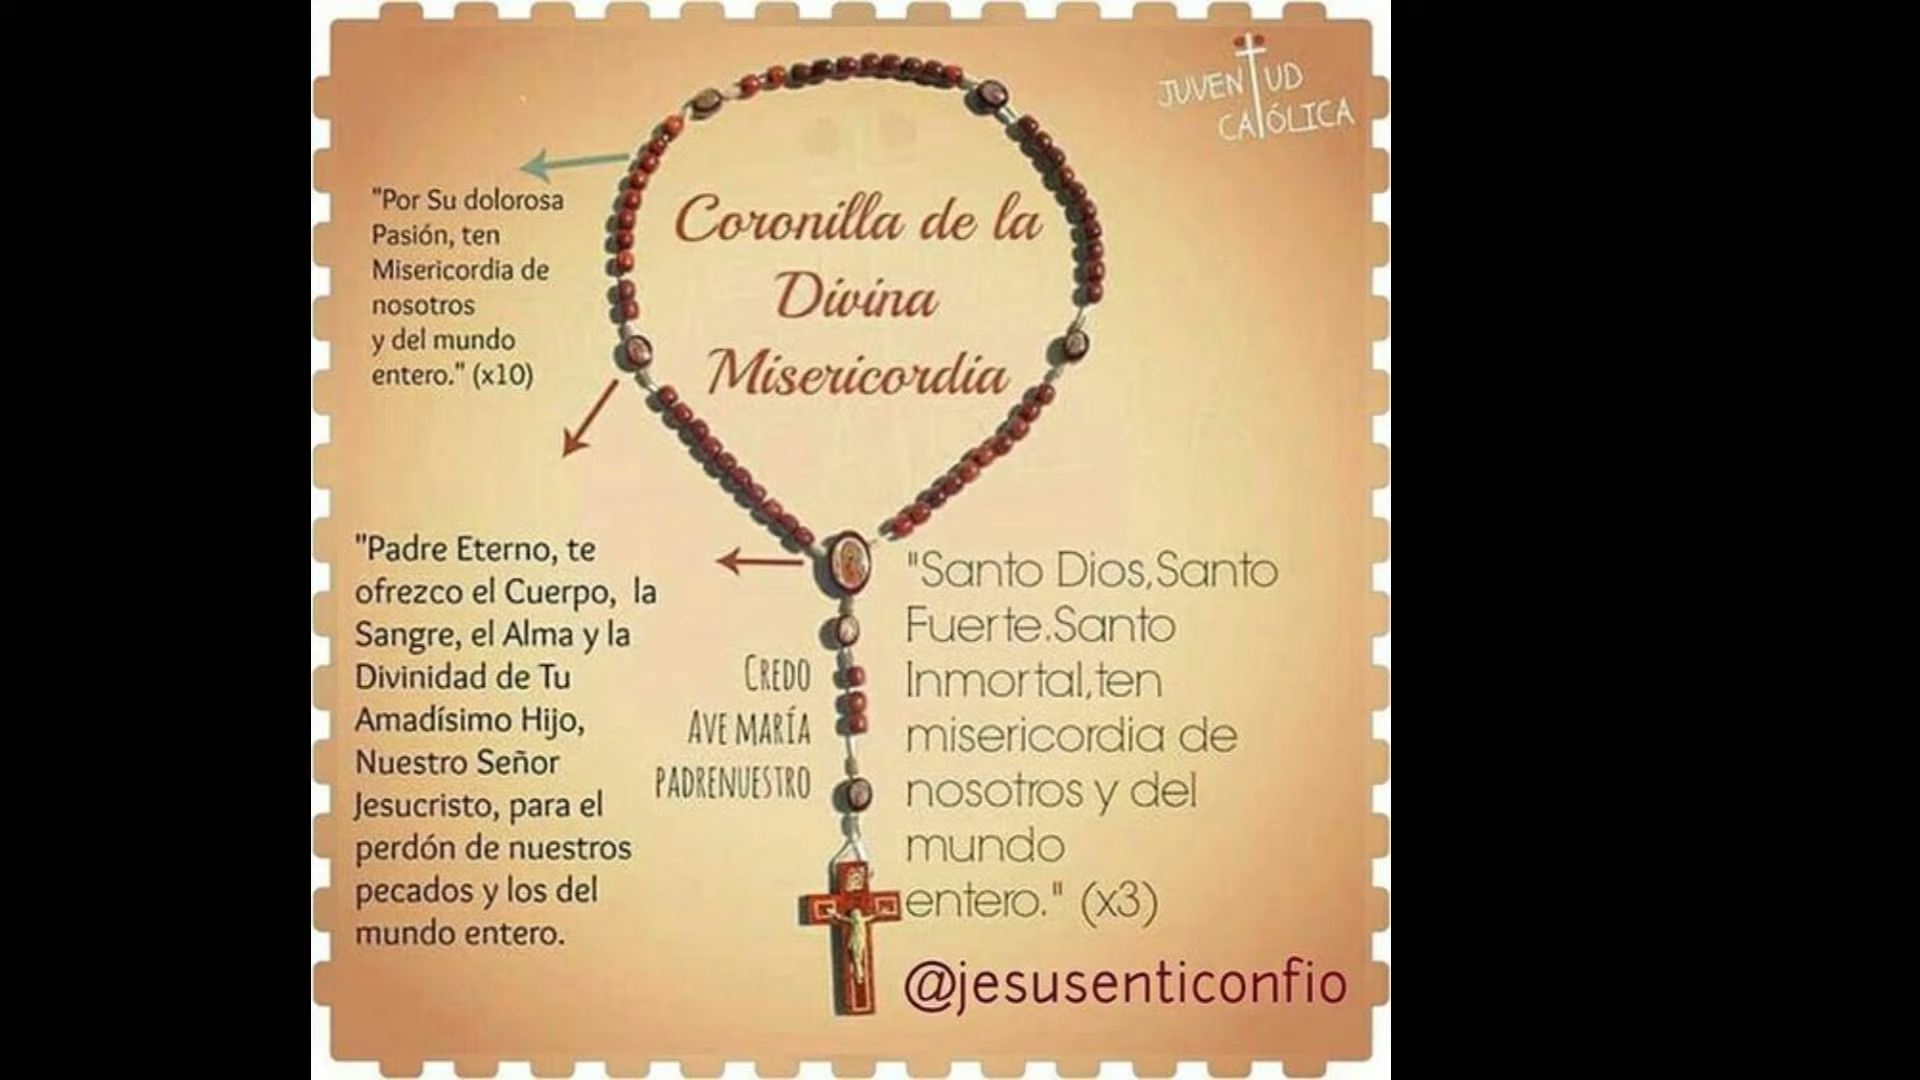 JUVENTUD
CATÓLICA
Coronilla de la
Divina
Misericordia
"Por Su dolorosa
Pasión, ten
Misericordia de
nosotros
y del mundo
entero." (x10)
"Padre Eterno, te
ofrezco el Cuerpo, la
Sangre, el Alma y la
Divinidad de Tu
Amadísimo Hijo,
Nuestro Señor
Jesucristo, para el
perdón de nuestros
pecados y los del
mundo entero.
CREDO
AVE MARÍA
PADRENUESTRO
"Santo Dios,Santo
Fuerte.Santo
Inmortal,ten
misericordia de
nosotros y del
mundo
entero." (x3)
@jesusenticonfio